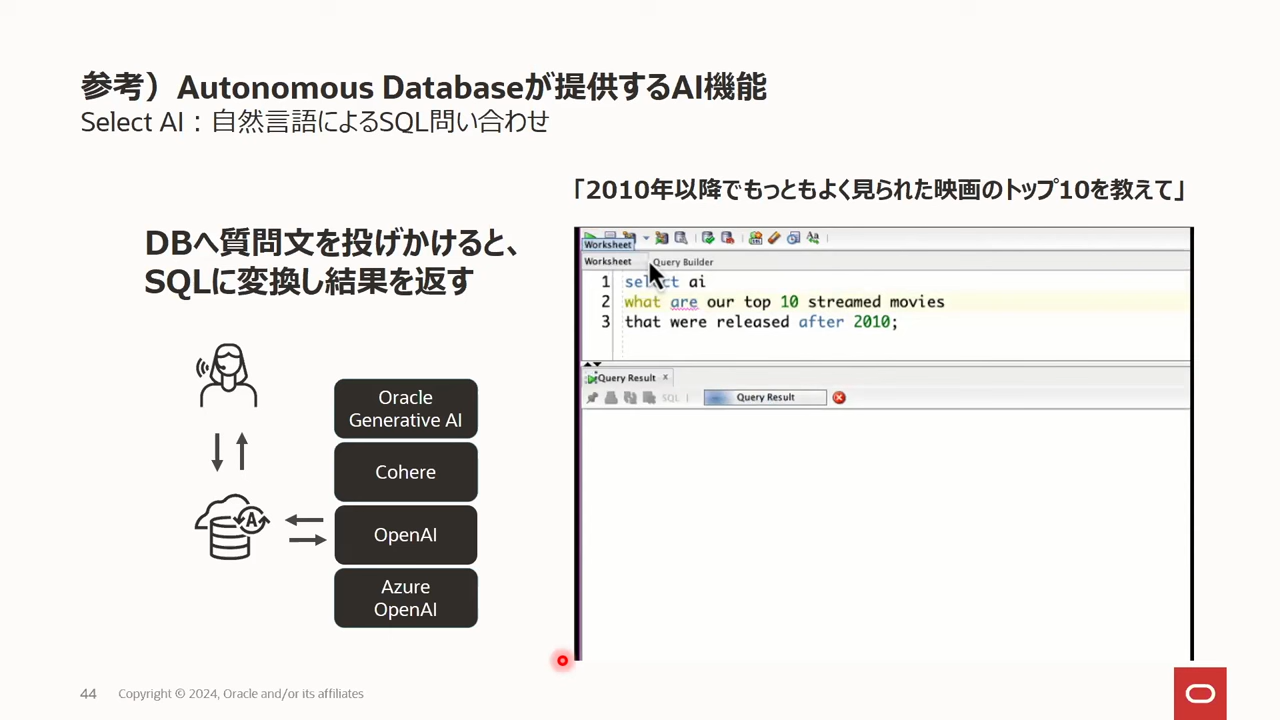 参考）Autonomous Databaseが提供するAI機能
Select AI：自然言語によるSQL問い合わせ
「2010年以降でもっともよく見られた映画のトップ10を教えて」
DBへ質問文を投げかけると、
SQLに変換し結果を返す
Oracle
Generative AI
Cohere
OpenAI
Azure
OpenAI
A
Worksheet
Worksheet Query Builder
1 select ai
2 what are our top 10 streamed movies
3 that were released after 2010;
Query Result x
SQL | Query Result
44 Copyright © 2024, Oracle and/or its affiliates